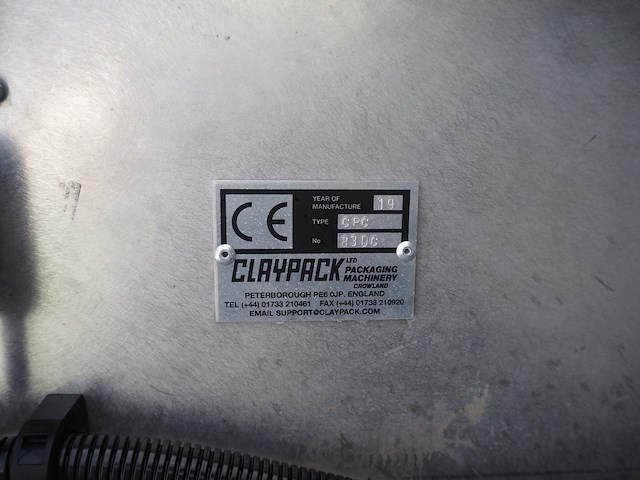 CE
YEAR OF
MANUFACTURE 19
TYPE CPC
No 83DC
CLAYPACK LTD
PACKAGING
MACHINERY
CROWLAND
PETERBOROUGH PE6 0JP, ENGLAND
TEL (+44) 01733 210461 FAX (+44) 01733 210920
EMAIL SUPPORT@CLAYPACK.COM